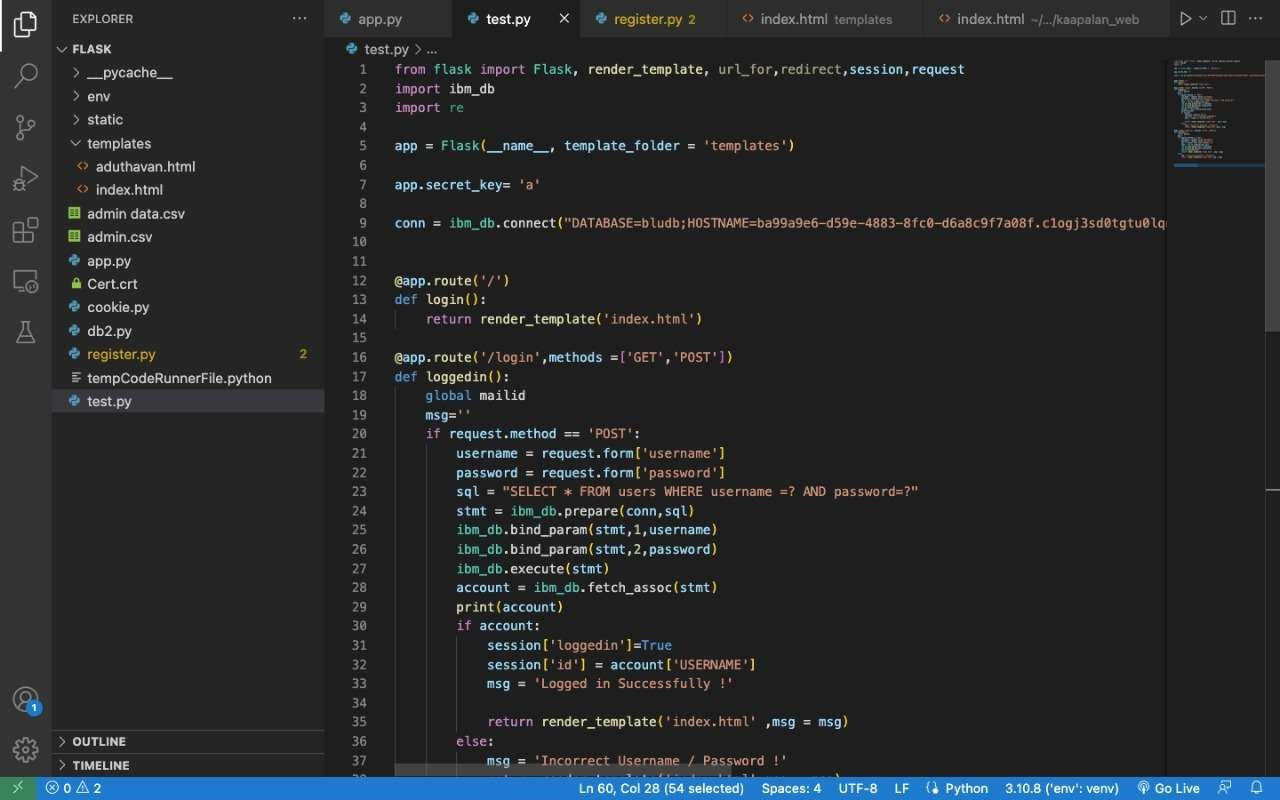 EXPLORER
FLASK
__pycache__
env
static
templates
aduthavan.html
index.html
admin data.csv
admin.csv
app.py
Cert.crt
cookie.py
db2.py
register.py 2
tempCodeRunnerFile.python
test.py
OUTLINE
TIMELINE
1
app.py test.py register.py 2 index.html templates index.html ~/.../kaapalan_web
test.py > ...
1 from flask import Flask, render_template, url_for,redirect,session,request
2 import ibm_db
3 import re
4
5 app = Flask(__name__, template_folder = 'templates')
6
7 app.secret_key= 'a'
8
9 conn = ibm_db.connect("DATABASE=bludb;HOSTNAME=ba99a9e6-d59e-4883-8fc0-d6a8c9f7a08f.c1ogj3sd0tgtu0lq
10
11
12 @app.route('/')
13 def login():
14 return render_template('index.html')
15
16 @app.route('/login',methods =['GET','POST'])
17 def loggedin():
18 global mailid
19 msg=''
20 if request.method == 'POST':
21 username = request.form['username']
22 password = request.form['password']
23 sql = "SELECT * FROM users WHERE username =? AND password=?"
24 stmt = ibm_db.prepare(conn,sql)
25 ibm_db.bind_param(stmt,1,username)
26 ibm_db.bind_param(stmt,2,password)
27 ibm_db.execute(stmt)
28 account = ibm_db.fetch_assoc(stmt)
29 print(account)
30 if account:
31 session['loggedin']=True
32 session['id'] = account['USERNAME']
33 msg = 'Logged in Successfully !'
34
35 return render_template('index.html' ,msg = msg)
36 else:
37 msg = 'Incorrect Username / Password !'
0 2 Ln 60, Col 28 (54 selected) Spaces: 4 UTF-8 LF Python 3.10.8 ('env': venv) Go Live